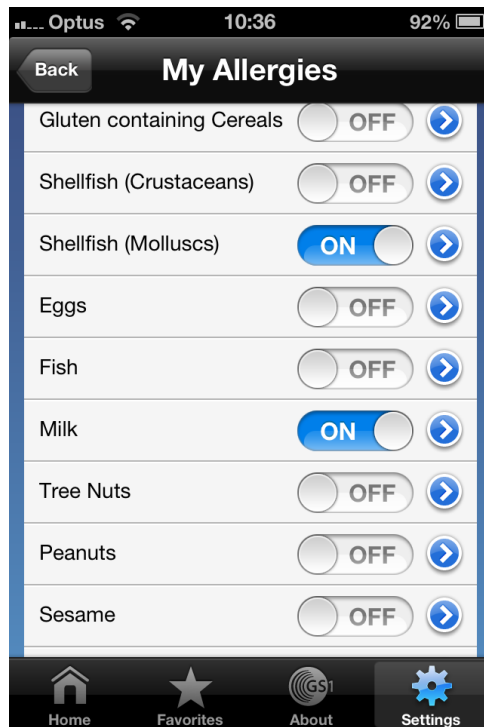 Optus 10:36 92%
Back My Allergies
Gluten containing Cereals OFF
Shellfish (Crustaceans) OFF
Shellfish (Molluscs) ON
Eggs OFF
Fish OFF
Milk ON
Tree Nuts OFF
Peanuts OFF
Sesame OFF
GS1
Home Favorites About Settings